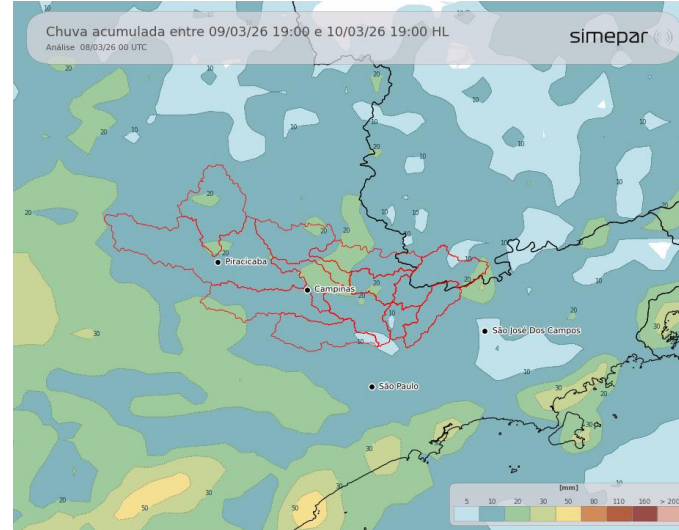 Chuva acumulada entre 09/03/26 19:00 e 10/03/26 19:00 HL
Análise 08/03/26 00 UTC
simepar
Piracicaba
Campinas
São José Dos Campos
São Paulo
[mm]
5 10 20 30 50 80 110 160 > 200